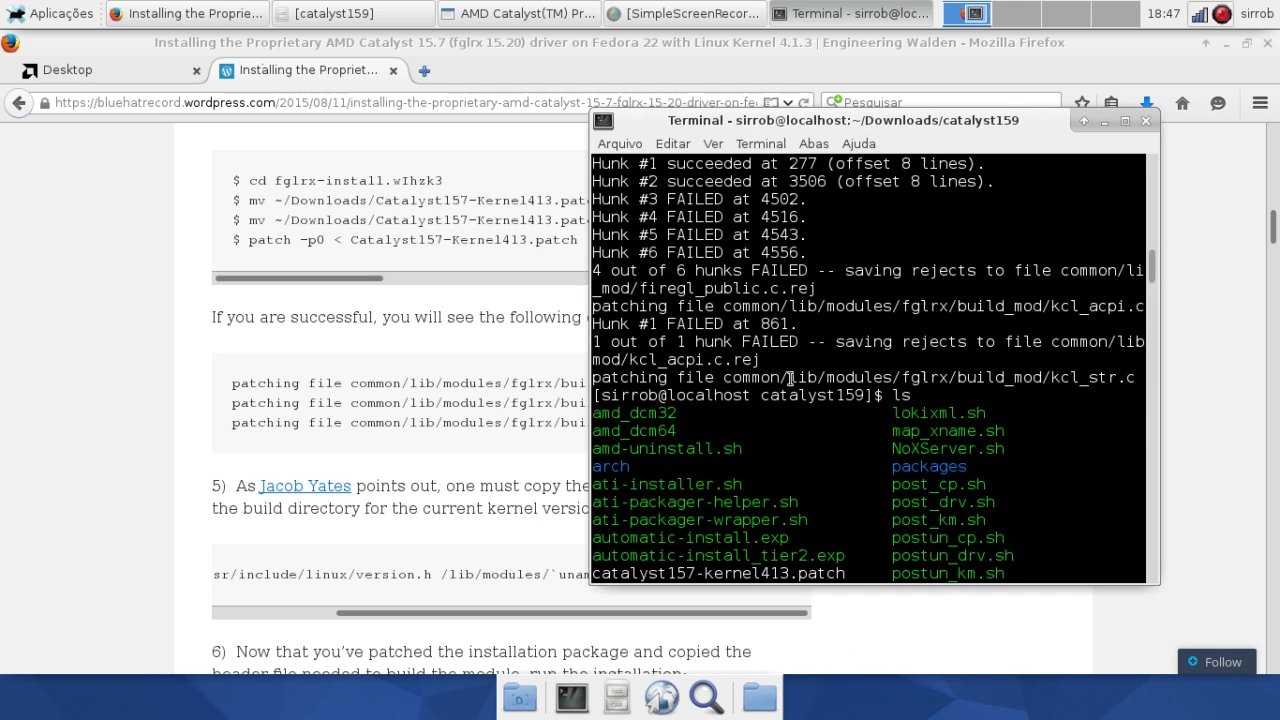 Aplicações
Installing the Proprie...
[catalyst159]
AMD Catalyst(TM) Pr...
[SimpleScreenRecor...
Terminal - sirrob@loc...
18:47
sirrob
Installing the Proprietary AMD Catalyst 15.7 (fglrx 15.20) driver on Fedora 22 with Linux Kernel 4.1.3 | Engineering Walden - Mozilla Firefox
Desktop
Installing the Propriet...
https://bluehatrecord.wordpress.com/2015/08/11/installing-the-proprietary-amd-catalyst-15-7-fglrx-15-20-driver-on-fe
Pesquisar
$ cd fglrx-install.wIhzk3
$ mv ~/Downloads/Catalyst157-Kernel413.patc
$ mv ~/Downloads/Catalyst157-Kernel413.patc
$ patch -p0 < Catalyst157-Kernel413.patch
If you are successful, you will see the following
patching file common/lib/modules/fglrx/bui
patching file common/lib/modules/fglrx/bui
patching file common/lib/modules/fglrx/bui
5) As Jacob Yates points out, one must copy the
the build directory for the current kernel versio
sr/include/linux/version.h /lib/modules/`unam
6) Now that you've patched the installation package and copied the
header file needed to build the module, run the installation:
Terminal - sirrob@localhost:~/Downloads/catalyst159
Arquivo Editar Ver Terminal Abas Ajuda
Hunk #1 succeeded at 277 (offset 8 lines).
Hunk #2 succeeded at 3506 (offset 8 lines).
Hunk #3 FAILED at 4502.
Hunk #4 FAILED at 4516.
Hunk #5 FAILED at 4543.
Hunk #6 FAILED at 4556.
4 out of 6 hunks FAILED -- saving rejects to file common/li
_mod/firegl_public.c.rej
patching file common/lib/modules/fglrx/build_mod/kcl_acpi.c
Hunk #1 FAILED at 861.
1 out of 1 hunk FAILED -- saving rejects to file common/lib
mod/kcl_acpi.c.rej
patching file common/lib/modules/fglrx/build_mod/kcl_str.c
[sirrob@localhost catalyst159]$ ls
amd_dcm32 lokixml.sh
amd_dcm64 map_xname.sh
amd-uninstall.sh NoXServer.sh
arch packages
ati-installer.sh post_cp.sh
ati-packager-helper.sh post_drv.sh
ati-packager-wrapper.sh post_km.sh
automatic-install.exp postun_cp.sh
automatic-install_tier2.exp postun_drv.sh
catalyst157-kernel413.patch postun_km.sh
Follow